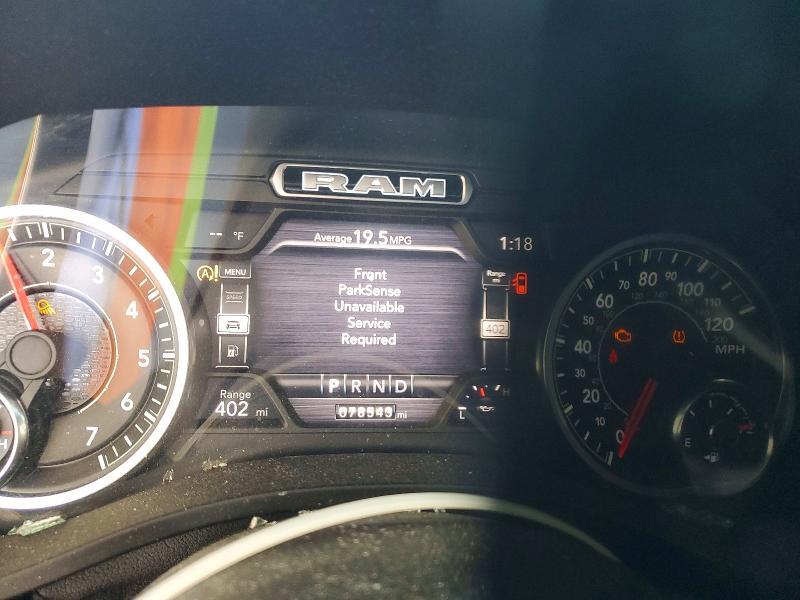 RAM
-- °F
Average 19.5 MPG
1:18
A!
MENU
SPEED
Front
ParkSense
Unavailable
Service
Required
Range
mi
402
P R N D
Range
402 mi
078543 mi
E
H
2
3
4
5
6
7
H
0
10
20
30
40
50
60
70
80
90
100
110
120
MPH
E